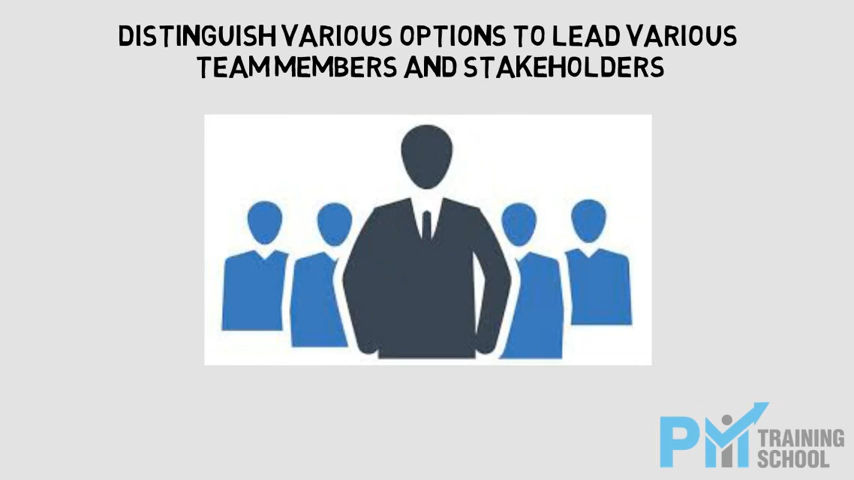 DISTINGUISH VARIOUS OPTIONS TO LEAD VARIOUS
TEAM MEMBERS AND STAKEHOLDERS
PM TRAINING
SCHOOL